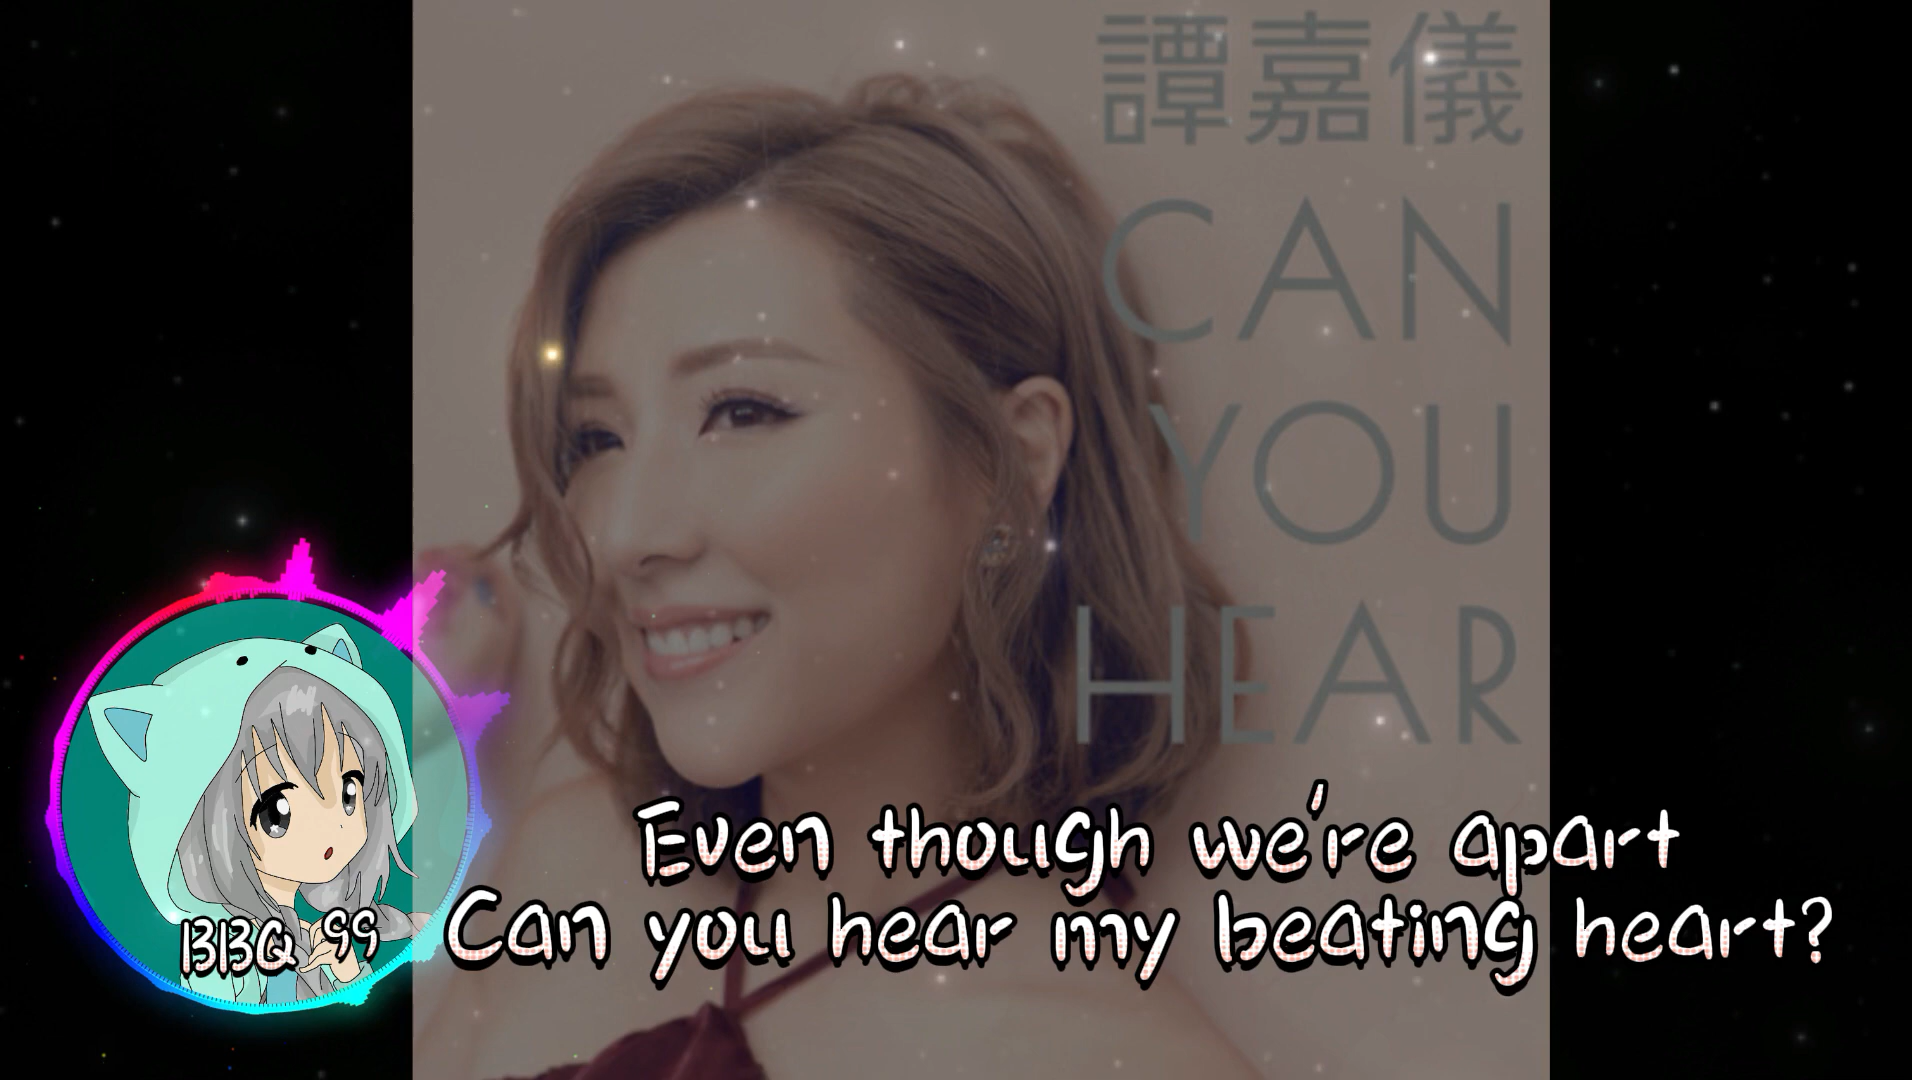 譚嘉儀
CAN
YOU
HEAR
Even though we're apart
Can you hear my beating heart?
BBQ 99